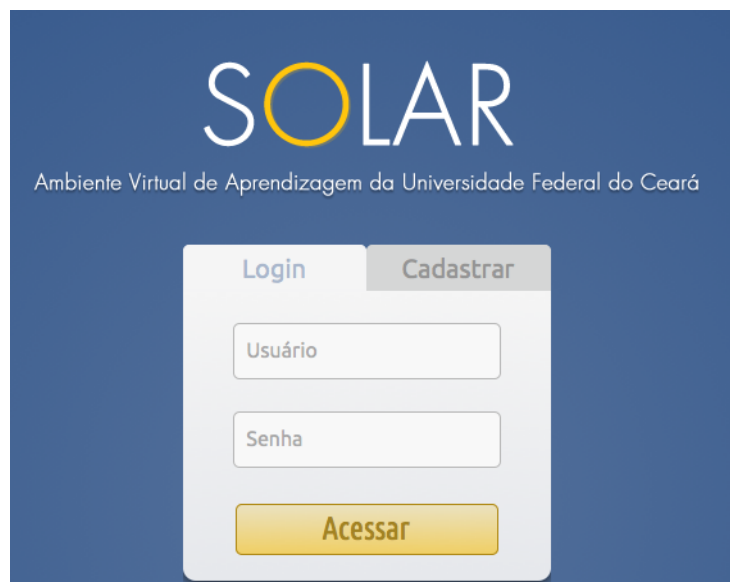 SOLAR
Ambiente Virtual de Aprendizagem da Universidade Federal do Ceará
Login Cadastrar
Usuário
Senha
Acessar